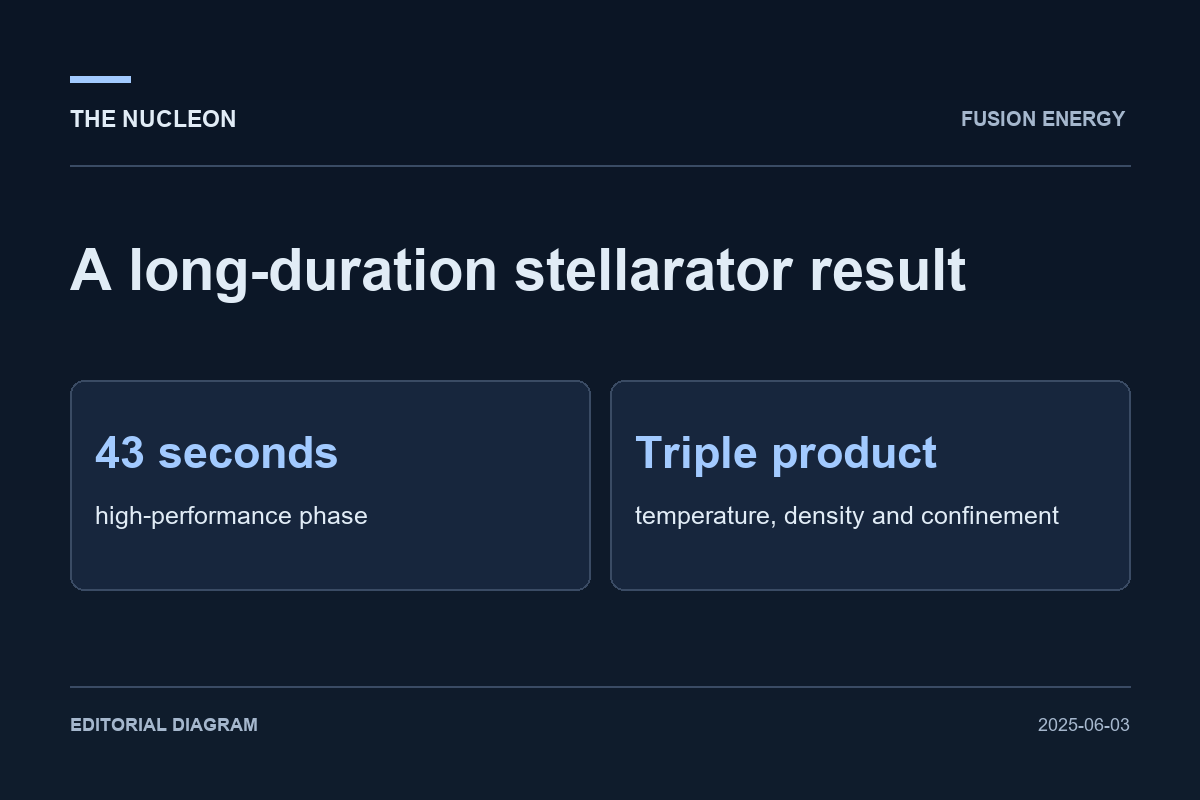 THE NUCLEON
FUSION ENERGY
A long-duration stellarator result
43 seconds
high-performance phase
Triple product
temperature, density and confinement
EDITORIAL DIAGRAM
2025-06-03